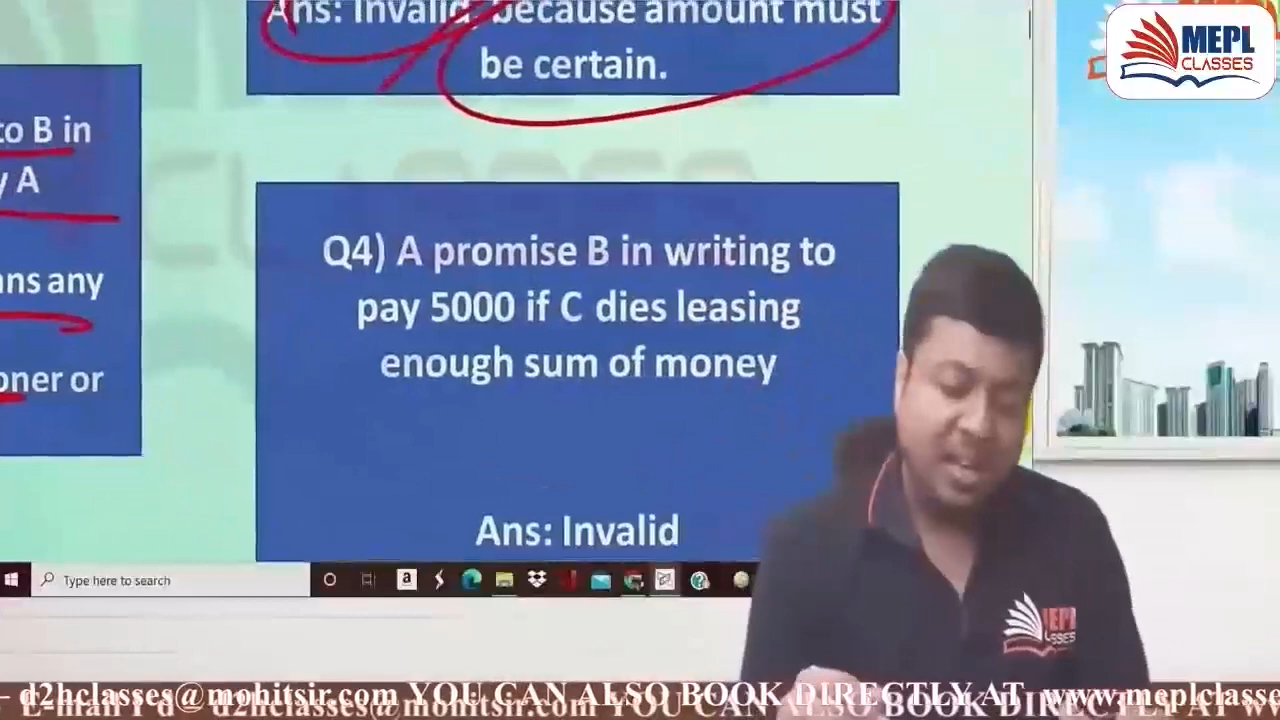 Ans: Invalid, because amount must
be certain.
to B in
y A
ans any
oner or
Q4) A promise B in writing to
pay 5000 if C dies leasing
enough sum of money
Ans: Invalid
MEPL
CLASSES
Type here to search
MEPL
d2hclasses@mohitsir.com YOU CAN ALSO BOOK DIRECTLY AT www.meplclasse